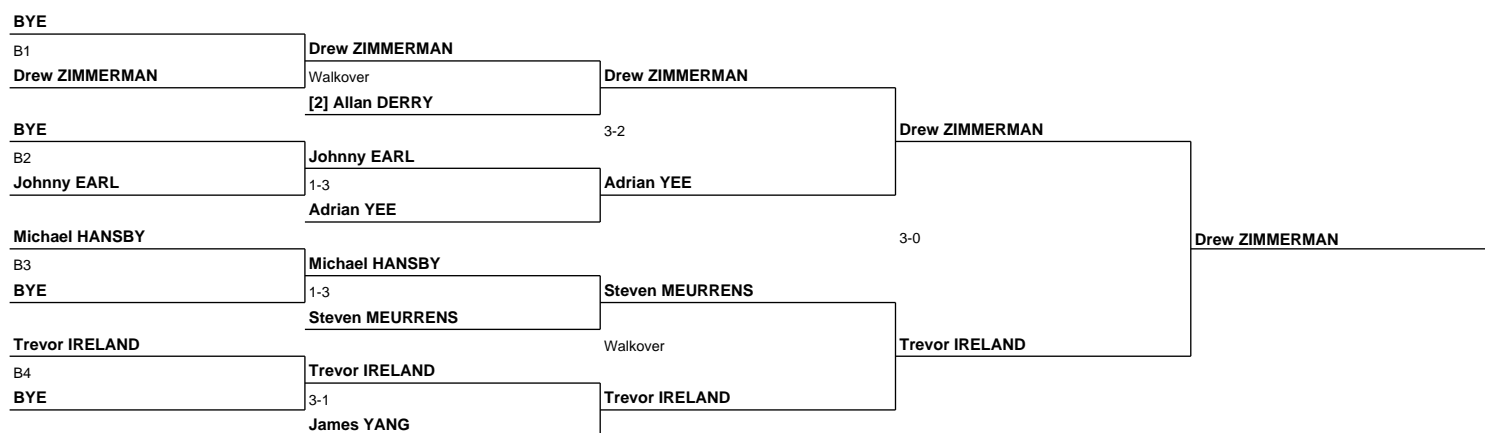 BYE
B1
Drew ZIMMERMAN
BYE
B2
Johnny EARL
Michael HANSBY
B3
BYE
Trevor IRELAND
B4
BYE
Drew ZIMMERMAN
Walkover
[2] Allan DERRY
Johnny EARL
1-3
Adrian YEE
Michael HANSBY
1-3
Steven MEURRENS
Trevor IRELAND
3-1
James YANG
Drew ZIMMERMAN
3-2
Adrian YEE
Steven MEURRENS
Walkover
Trevor IRELAND
Drew ZIMMERMAN
3-0
Trevor IRELAND
Drew ZIMMERMAN